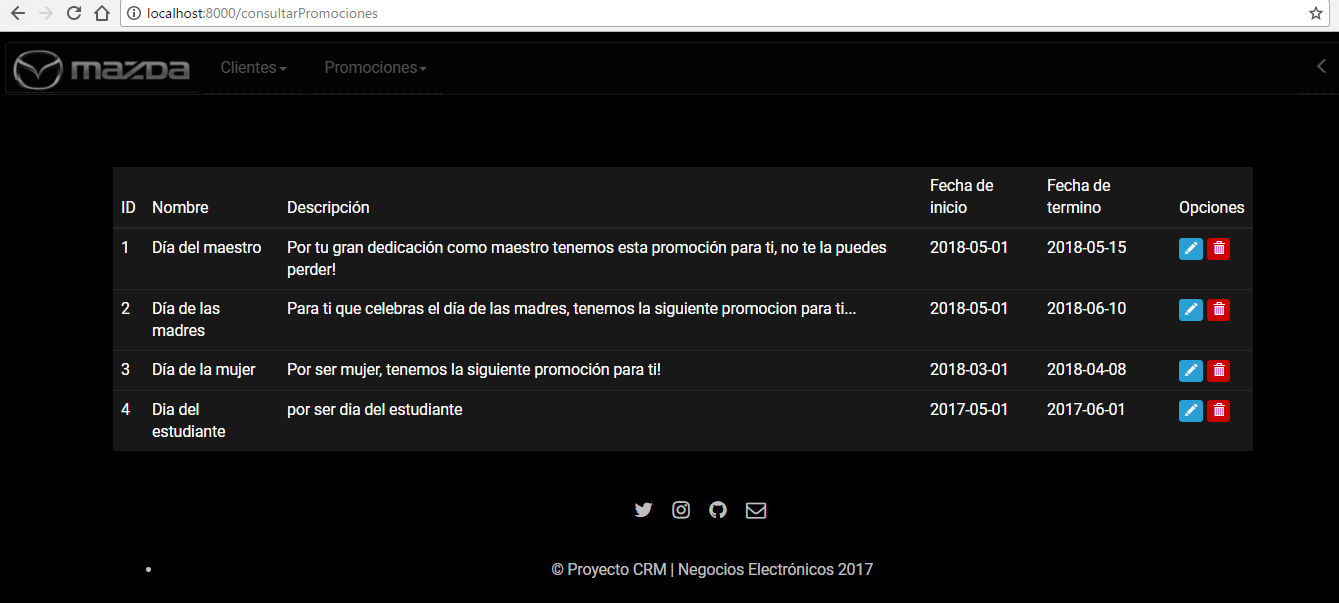 localhost:8000/consultarPromociones
mazda Clientes Promociones
ID Nombre Descripción Fecha de inicio Fecha de termino Opciones
1 Día del maestro Por tu gran dedicación como maestro tenemos esta promoción para ti, no te la puedes perder! 2018-05-01 2018-05-15
2 Día de las madres Para ti que celebras el día de las madres, tenemos la siguiente promocion para ti... 2018-05-01 2018-06-10
3 Día de la mujer Por ser mujer, tenemos la siguiente promoción para ti! 2018-03-01 2018-04-08
4 Dia del estudiante por ser dia del estudiante 2017-05-01 2017-06-01
© Proyecto CRM | Negocios Electrónicos 2017